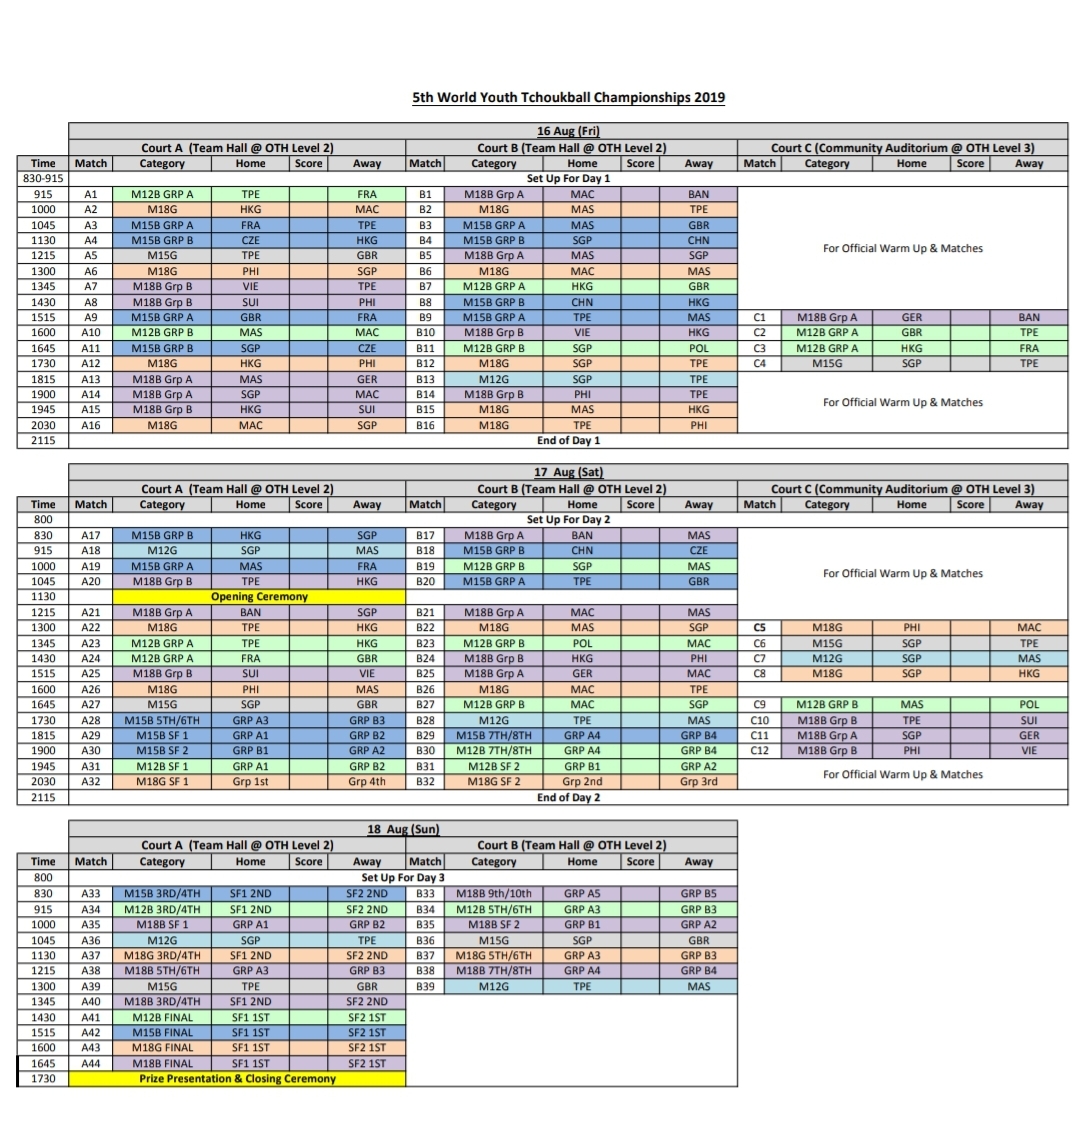 5th World Youth Tchoukball Championships 2019
16 Aug (Fri)
Court A (Team Hall @ OTH Level 2) Court B (Team Hall @ OTH Level 2) Court C (Community Auditorium @ OTH Level 3)
Time Match Category Home Score Away Match Category Home Score Away Match Category Home Score Away
830-915 Set Up For Day 1
915 A1 M12B GRP A TPE FRA B1 M18B Grp A MAC BAN
1000 A2 M18G HKG MAC B2 M18G MAS TPE
1045 A3 M15B GRP A FRA TPE B3 M15B GRP A MAS GBR
1130 A4 M15B GRP B CZE HKG B4 M15B GRP B SGP CHN
For Official Warm Up & Matches
1215 A5 M15G TPE GBR B5 M18B Grp A MAS SGP
1300 A6 M18G PHI SGP B6 M18G MAC MAS
1345 A7 M18B Grp B VIE TPE B7 M12B GRP A HKG GBR
1430 A8 M18B Grp B SUI PHI B8 M15B GRP B CHN HKG
1515 A9 M15B GRP A GBR FRA B9 M15B GRP A TPE MAS C1 M18B Grp A GER BAN
1600 A10 M12B GRP B MAS MAC B10 M18B Grp B VIE HKG C2 M12B GRP A GBR TPE
1645 A11 M15B GRP B SGP CZE B11 M12B GRP B SGP POL C3 M12B GRP A HKG FRA
1730 A12 M18G HKG PHI B12 M18G SGP TPE C4 M15G SGP TPE
1815 A13 M18B Grp A MAS GER B13 M12G SGP TPE
1900 A14 M18B Grp A SGP MAC B14 M18B Grp B PHI TPE
For Official Warm Up & Matches
1945 A15 M18B Grp B HKG SUI B15 M18G MAS HKG
2030 A16 M18G MAC SGP B16 M18G TPE PHI
2115 End of Day 1
17 Aug (Sat)
Court A (Team Hall @ OTH Level 2) Court B (Team Hall @ OTH Level 2) Court C (Community Auditorium @ OTH Level 3)
Time Match Category Home Score Away Match Category Home Score Away Match Category Home Score Away
800 Set Up For Day 2
830 A17 M15B GRP B HKG SGP B17 M18B Grp A BAN MAS
915 A18 M12G SGP MAS B18 M15B GRP B CHN CZE
1000 A19 M15B GRP A MAS FRA B19 M12B GRP B SGP MAS
For Official Warm Up & Matches
1045 A20 M18B Grp B TPE HKG B20 M15B GRP A TPE GBR
1130 Opening Ceremony
1215 A21 M18B Grp A BAN SGP B21 M18B Grp A MAC MAS
1300 A22 M18G TPE HKG B22 M18G MAS SGP C5 M18G PHI MAC
1345 A23 M12B GRP A TPE HKG B23 M12B GRP B POL MAC C6 M15G SGP TPE
1430 A24 M12B GRP A FRA GBR B24 M18B Grp B HKG PHI C7 M12G SGP MAS
1515 A25 M18B Grp B SUI VIE B25 M18B Grp A GER MAC C8 M18G SGP HKG
1600 A26 M18G PHI MAS B26 M18G MAC TPE
1645 A27 M15G SGP GBR B27 M12B GRP B MAC SGP C9 M12B GRP B MAS POL
1730 A28 M15B 5TH/6TH GRP A3 GRP B3 B28 M12G TPE MAS C10 M18B Grp B TPE SUI
1815 A29 M15B SF 1 GRP A1 GRP B2 B29 M15B 7TH/8TH GRP A4 GRP B4 C11 M18B Grp A SGP GER
1900 A30 M15B SF 2 GRP B1 GRP A2 B30 M12B 7TH/8TH GRP A4 GRP B4 C12 M18B Grp B PHI VIE
1945 A31 M12B SF 1 GRP A1 GRP B2 B31 M12B SF 2 GRP B1 GRP A2
For Official Warm Up & Matches
2030 A32 M18G SF 1 Grp 1st Grp 4th B32 M18G SF 2 Grp 2nd Grp 3rd
2115 End of Day 2
18 Aug (Sun)
Court A (Team Hall @ OTH Level 2) Court B (Team Hall @ OTH Level 2)
Time Match Category Home Score Away Match Category Home Score Away
800 Set Up For Day 3
830 A33 M15B 3RD/4TH SF1 2ND SF2 2ND B33 M18B 9th/10th GRP A5 GRP B5
915 A34 M12B 3RD/4TH SF1 2ND SF2 2ND B34 M12B 5TH/6TH GRP A3 GRP B3
1000 A35 M18B SF 1 GRP A1 GRP B2 B35 M18B SF 2 GRP B1 GRP A2
1045 A36 M12G SGP TPE B36 M15G SGP GBR
1130 A37 M18G 3RD/4TH SF1 2ND SF2 2ND B37 M18G 5TH/6TH GRP A3 GRP B3
1215 A38 M18B 5TH/6TH GRP A3 GRP B3 B38 M18B 7TH/8TH GRP A4 GRP B4
1300 A39 M15G TPE GBR B39 M12G TPE MAS
1345 A40 M18B 3RD/4TH SF1 2ND SF2 2ND
1430 A41 M12B FINAL SF1 1ST SF2 1ST
1515 A42 M15B FINAL SF1 1ST SF2 1ST
1600 A43 M18G FINAL SF1 1ST SF2 1ST
1645 A44 M18B FINAL SF1 1ST SF2 1ST
1730 Prize Presentation & Closing Ceremony